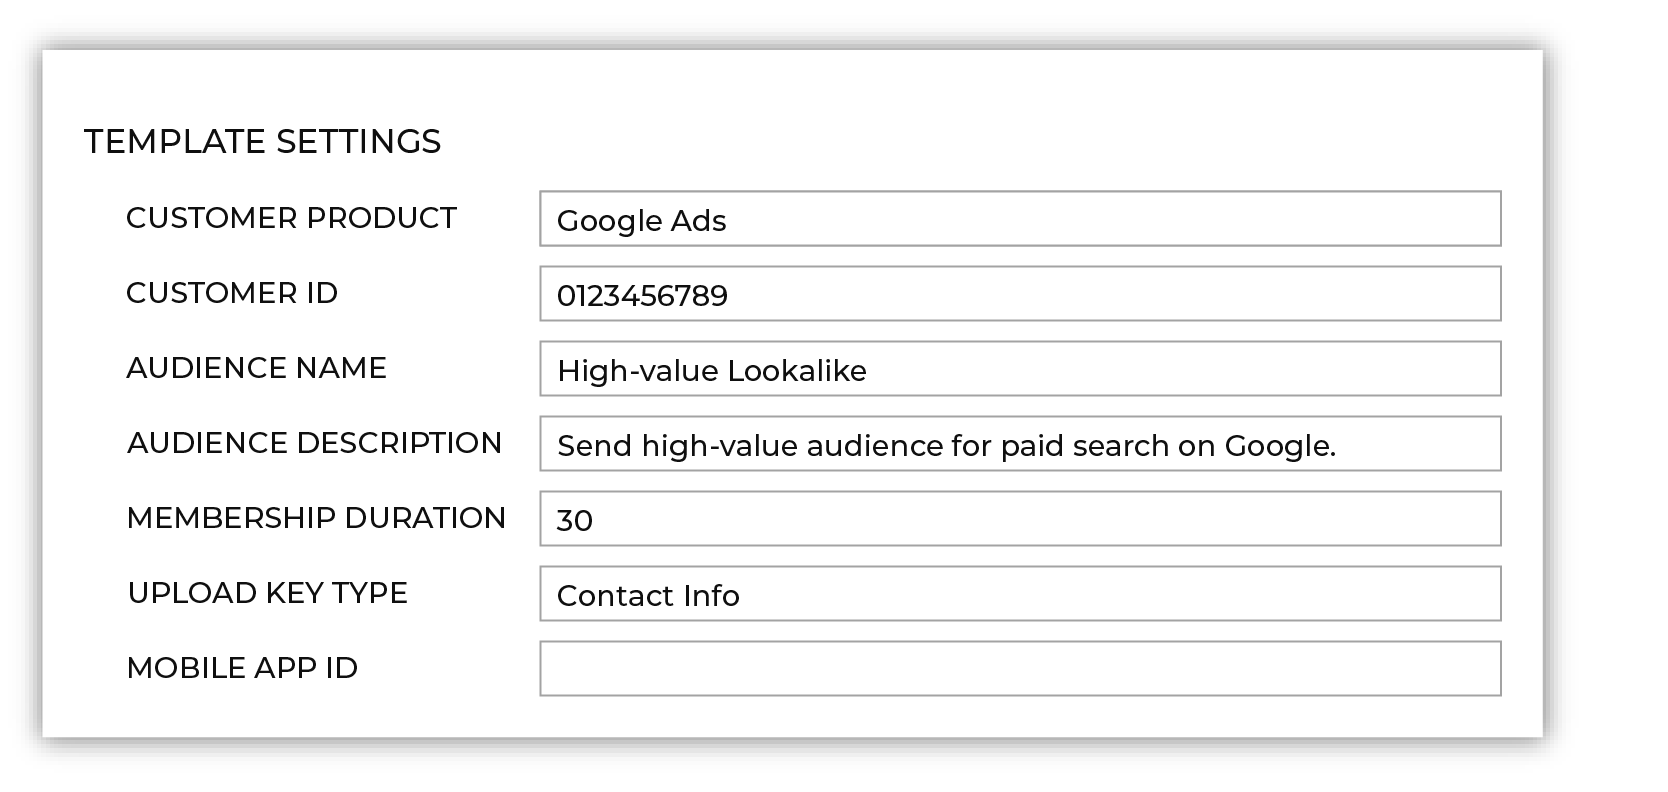 TEMPLATE SETTINGS
CUSTOMER PRODUCT Google Ads
CUSTOMER ID 0123456789
AUDIENCE NAME High-value Lookalike
AUDIENCE DESCRIPTION Send high-value audience for paid search on Google.
MEMBERSHIP DURATION 30
UPLOAD KEY TYPE Contact Info
MOBILE APP ID